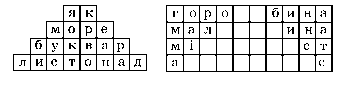 як
море
буквар
листопад
горо бина
мал ина
мі ст
а с